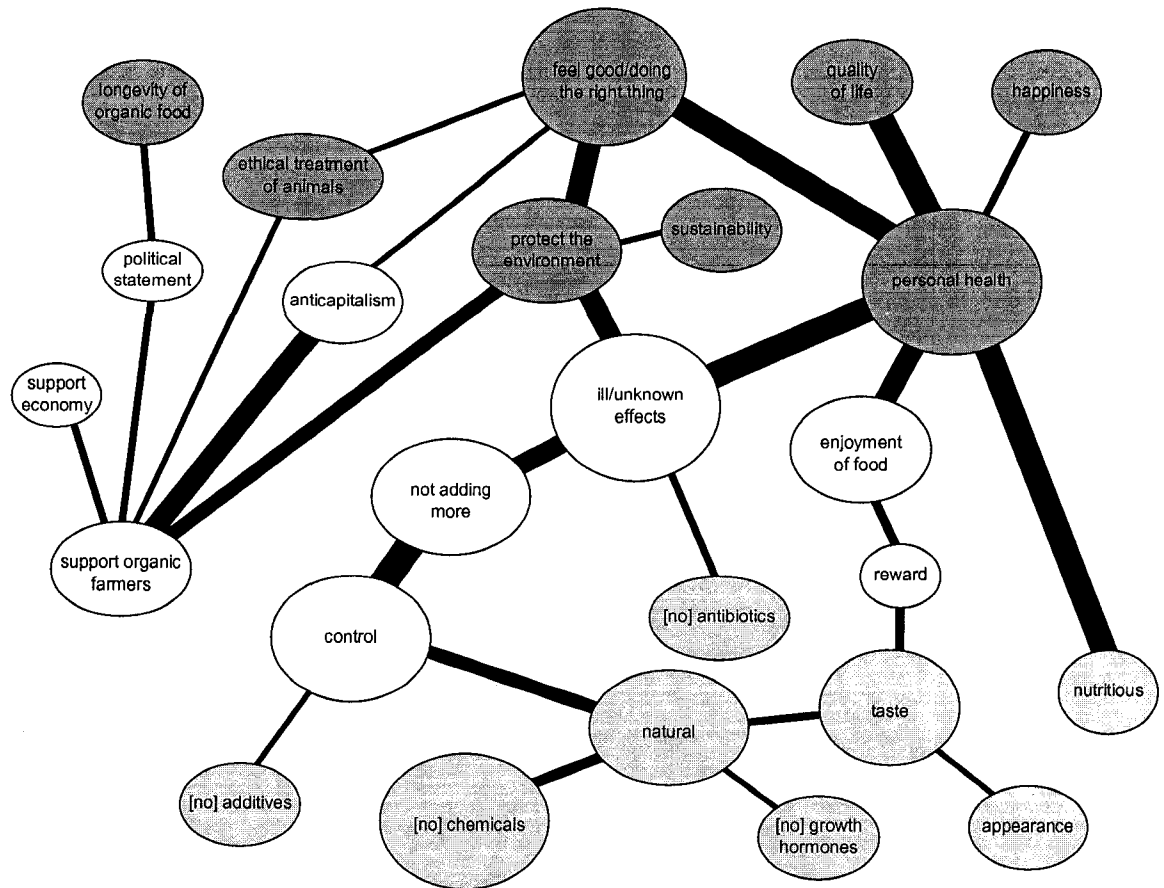 feel good/doing
the right thing
quality
of life
happiness
longevity of
organic food
ethical treatment
of animals
protect the
environment
sustainability
political
statement
anticapitalism
personal health
support
economy
ill/unknown
effects
enjoyment
of food
not adding
more
support organic
farmers
reward
[no] antibiotics
control
nutritious
natural
taste
[no] additives
[no] chemicals
[no] growth
hormones
appearance